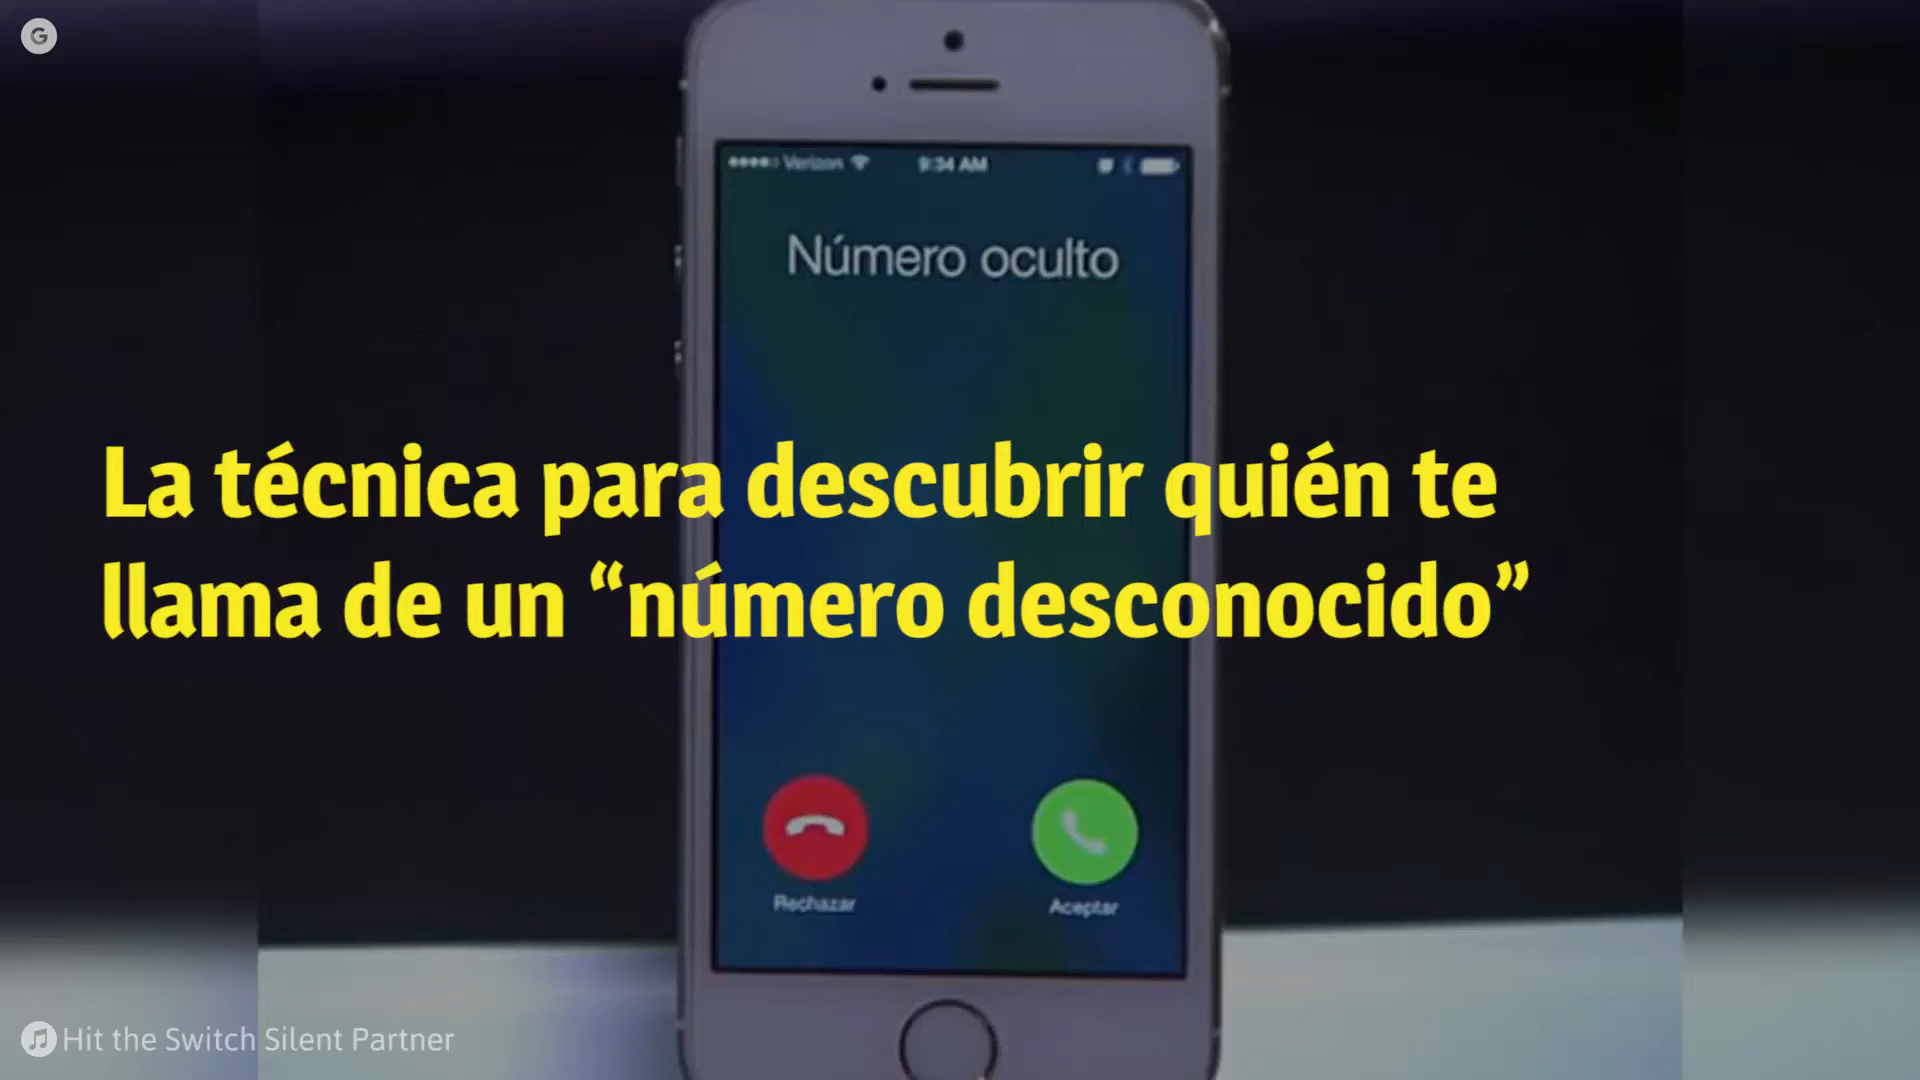 G
Verizon
9:34 AM
Número oculto
La técnica para descubrir quién te
llama de un “número desconocido”
Rechazar
Aceptar
Hit the Switch Silent Partner